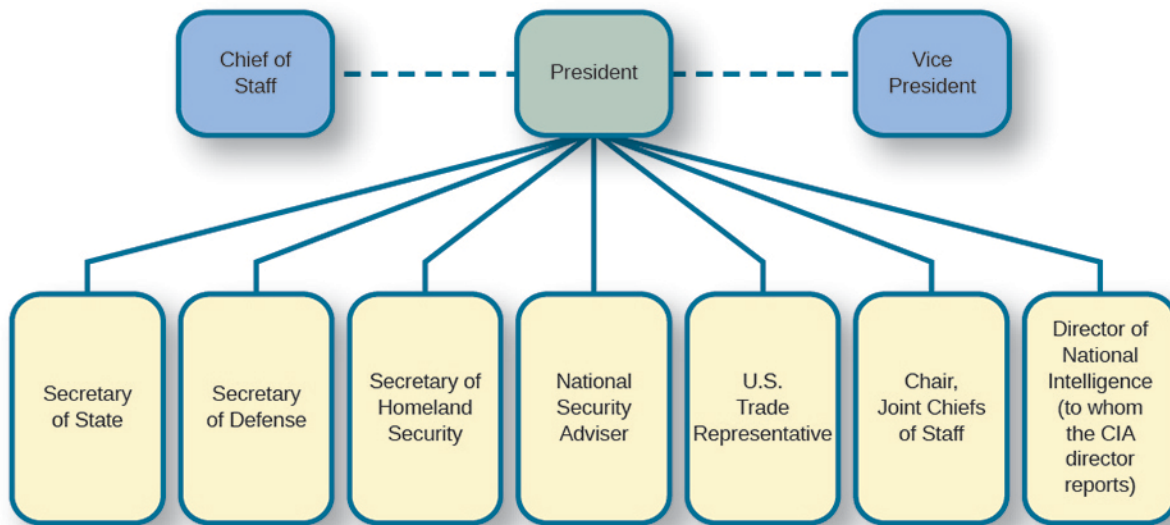 Chief of
Staff
President
Vice
President
Secretary
of State
Secretary
of Defense
Secretary of
Homeland
Security
National
Security
Adviser
U.S.
Trade
Representative
Chair,
Joint Chiefs
of Staff
Director of
National
Intelligence
(to whom
the CIA
director
reports)